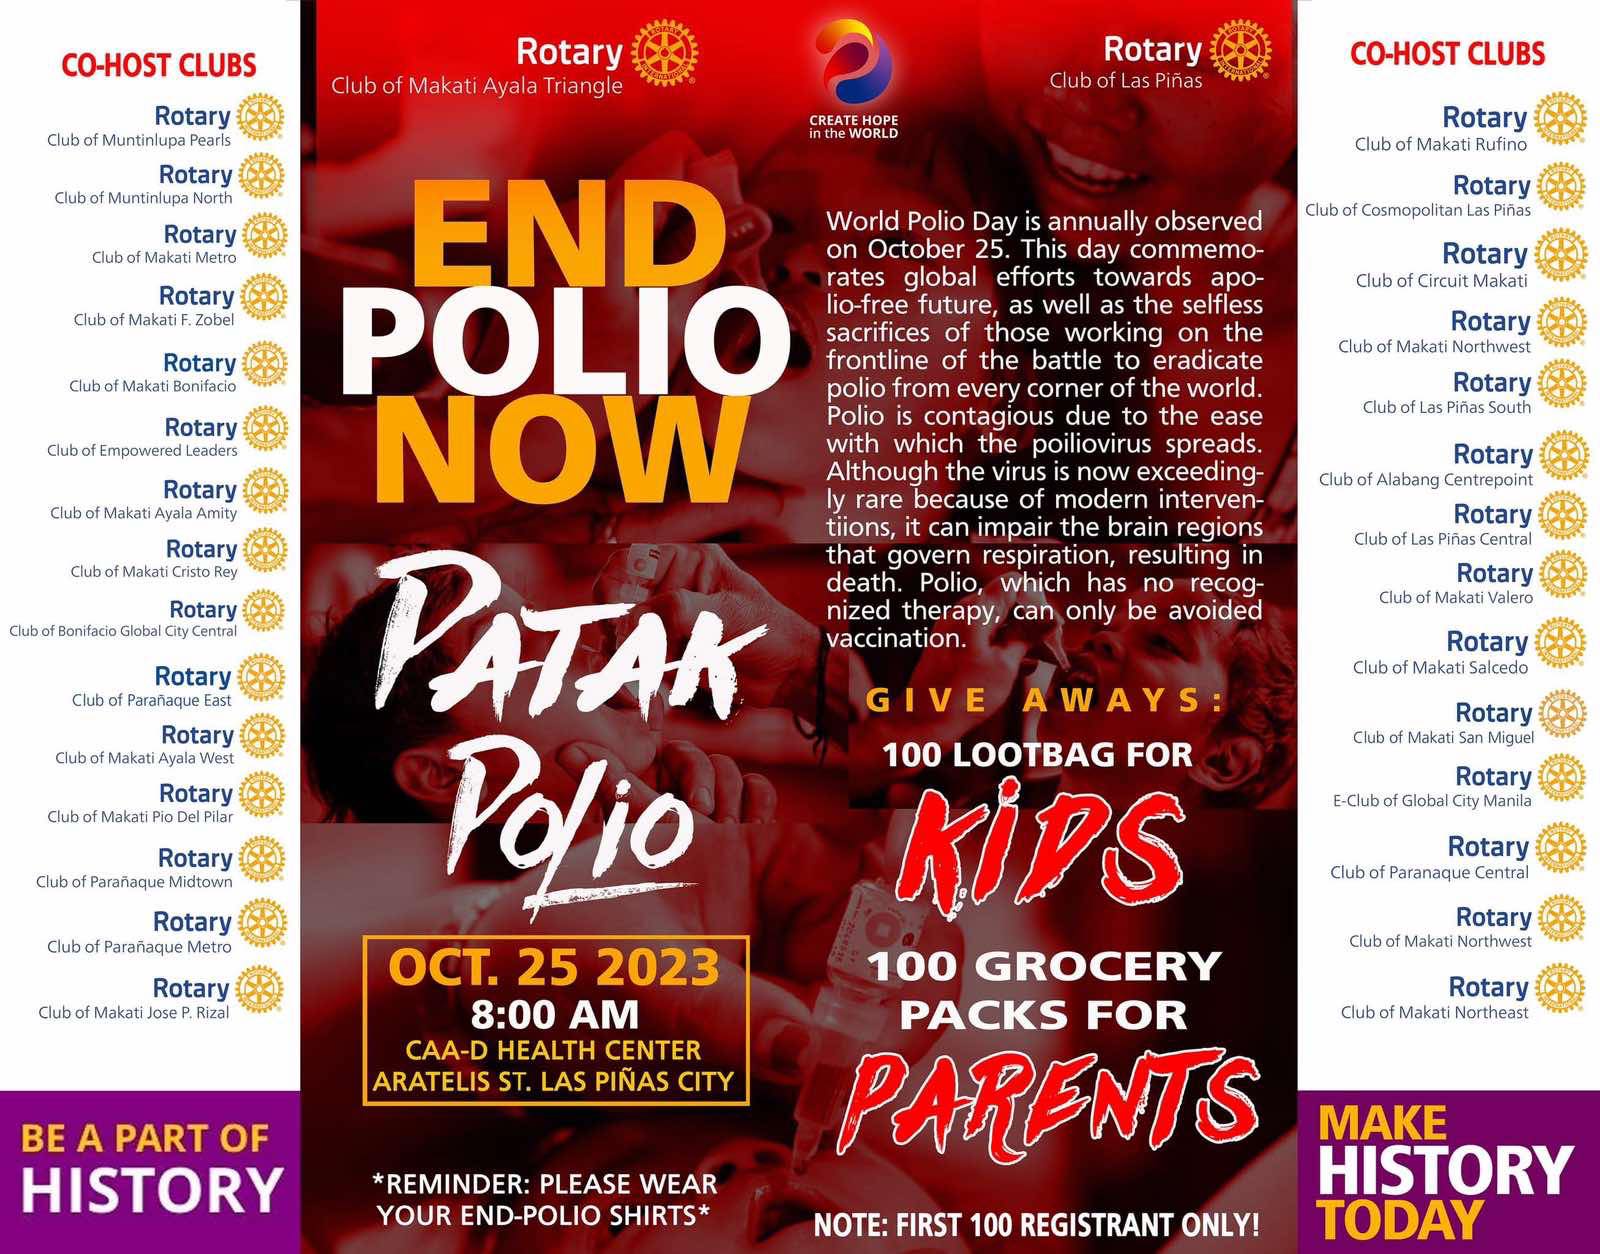 CO-HOST CLUBS
Rotary
Club of Muntinlupa Pearls
Rotary
Club of Muntinlupa North
Rotary
Club of Makati Metro
Rotary
Club of Makati F. Zobel
Rotary
Club of Makati Bonifacio
Rotary
Club of Empowered Leaders
Rotary
Club of Makati Ayala Amity
Rotary
Club of Makati Cristo Rey
Rotary
Club of Bonifacio Global City Central
Rotary
Club of Parañaque East
Rotary
Club of Makati Ayala West
Rotary
Club of Makati Pio Del Pilar
Rotary
Club of Parañaque Midtown
Rotary
Club of Parañaque Metro
Rotary
Club of Makati Jose P. Rizal
BE A PART OF
HISTORY
Rotary
Club of Makati Ayala Triangle
CREATE HOPE
in the WORLD
Rotary
Club of Las Piñas
END
POLIO
NOW
PATAK
POLIO
OCT. 25 2023
8:00 AM
CAA-D HEALTH CENTER
ARATELIS ST. LAS PIÑAS CITY
*REMINDER: PLEASE WEAR
YOUR END-POLIO SHIRTS*
World Polio Day is annually observed
on October 25. This day commemo-
rates global efforts towards apo-
lio-free future, as well as the selfless
sacrifices of those working on the
frontline of the battle to eradicate
polio from every corner of the world.
Polio is contagious due to the ease
with which the poiliovirus spreads.
Although the virus is now exceeding-
ly rare because of modern interven-
tiions, it can impair the brain regions
that govern respiration, resulting in
death. Polio, which has no recog-
nized therapy, can only be avoided
vaccination.
GIVE AWAYS:
100 LOOTBAG FOR
KIDS
100 GROCERY
PACKS FOR
PARENTS
NOTE: FIRST 100 REGISTRANT ONLY!
CO-HOST CLUBS
Rotary
Club of Makati Rufino
Rotary
Club of Cosmopolitan Las Piñas
Rotary
Club of Circuit Makati
Rotary
Club of Makati Northwest
Rotary
Club of Las Piñas South
Rotary
Club of Alabang Centrepoint
Rotary
Club of Las Piñas Central
Rotary
Club of Makati Valero
Rotary
Club of Makati Salcedo
Rotary
Club of Makati San Miguel
Rotary
E-Club of Global City Manila
Rotary
Club of Paranaque Central
Rotary
Club of Makati Northwest
Rotary
Club of Makati Northeast
MAKE
HISTORY
TODAY